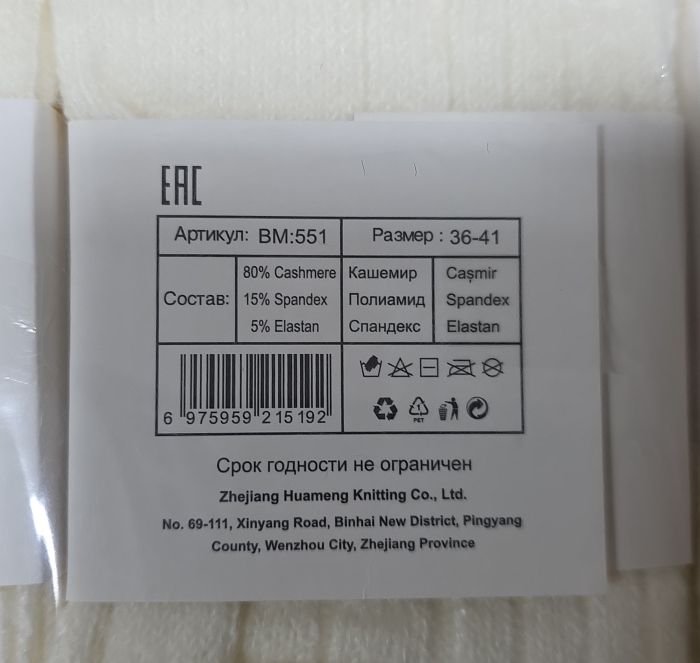 EAC
Артикул: BM:551
Размер : 36-41
Состав:
80% Cashmere
15% Spandex
5% Elastan
Кашемир
Полиамид
Спандекс
Caşmir
Spandex
Elastan
6 975959 215192
1
PET
Срок годности не ограничен
Zhejiang Huameng Knitting Co., Ltd.
No. 69-111, Xinyang Road, Binhai New District, Pingyang
County, Wenzhou City, Zhejiang Province